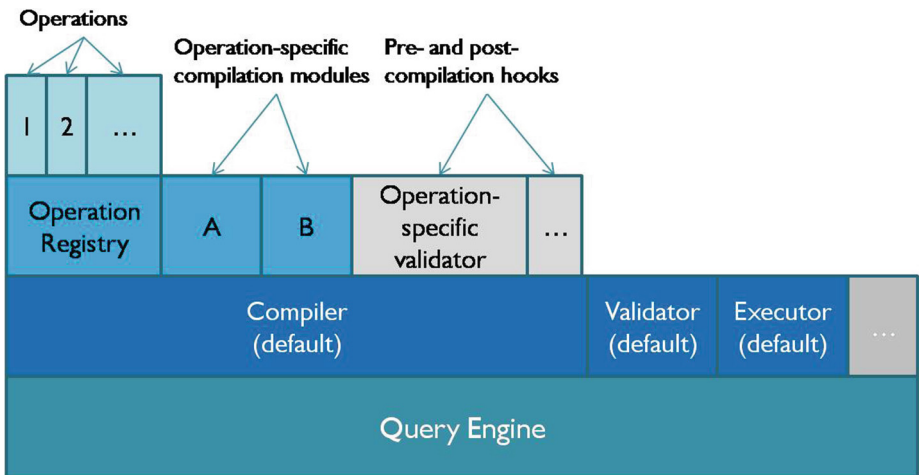 Operations
Operation-specific
compilation modules
Pre- and post-
compilation hooks
1
2
...
Operation
Registry
A
B
Operation-
specific
validator
...
Compiler
(default)
Validator
(default)
Executor
(default)
...
Query Engine